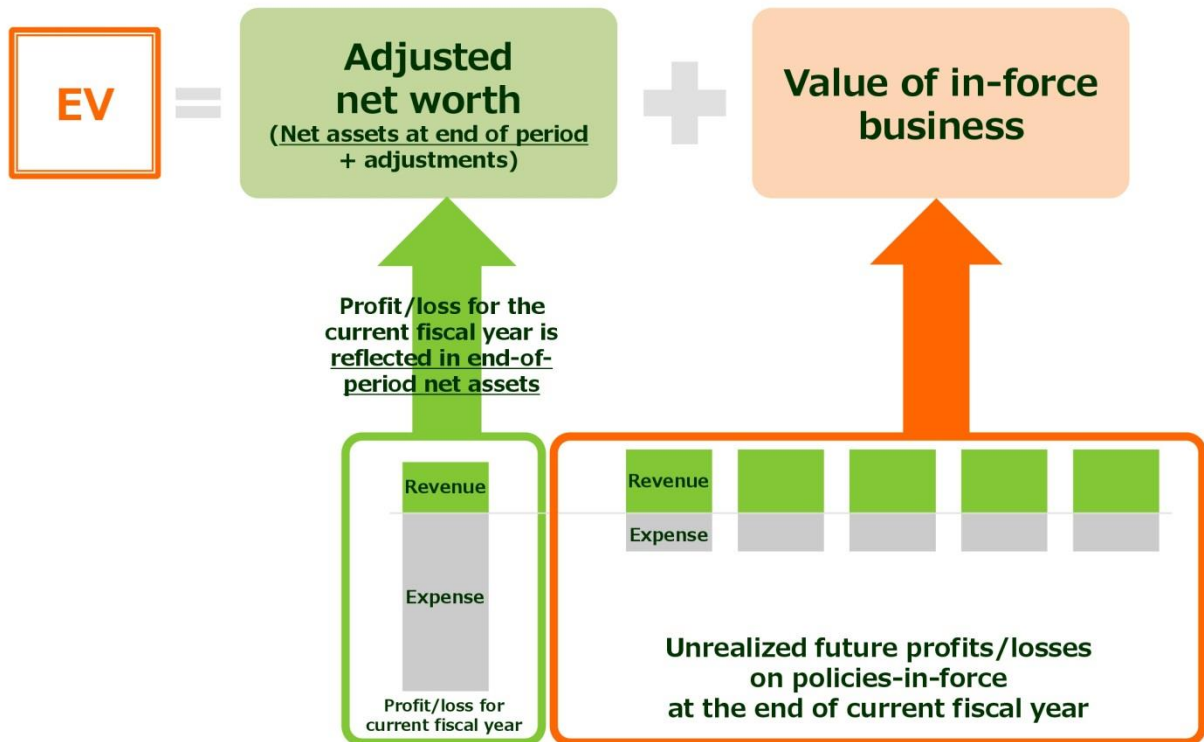 EV
=
Adjusted
net worth
(Net assets at end of period
+ adjustments)
+
Value of in-force
business
Profit/loss for the
current fiscal year is
reflected in end-of-
period net assets
Revenue
Expense
Profit/loss for
current fiscal year
Revenue
Expense
Unrealized future profits/losses
on policies-in-force
at the end of current fiscal year